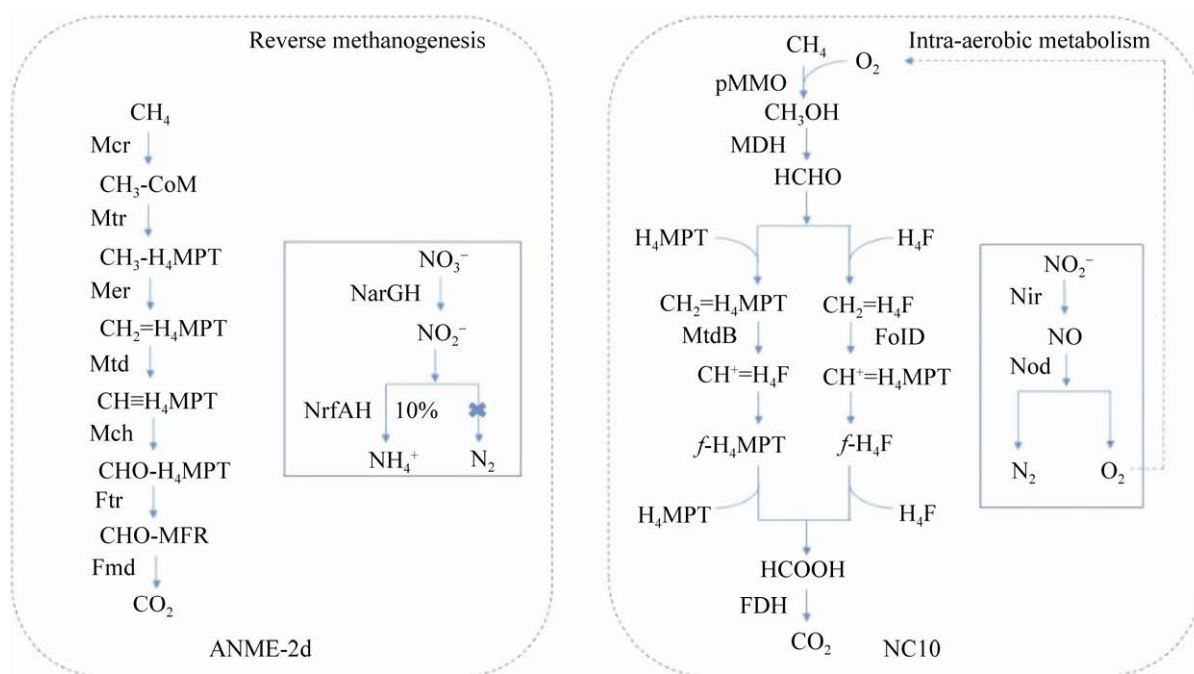 Reverse methanogenesis
CH₄
Mcr
CH₃-CoM
Mtr
CH₃-H₄MPT
Mer
CH₂=H₄MPT
Mtd
CH≡H₄MPT
Mch
CHO-H₄MPT
Ftr
CHO-MFR
Fmd
CO₂
NO₃⁻
NarGH
NO₂⁻
NrfAH 10%
NH₄⁺ N₂
ANME-2d
Intra-aerobic metabolism
CH₄
O₂
pMMO
CH₃OH
MDH
HCHO
H₄MPT H₄F
CH₂=H₄MPT CH₂=H₄F
MtdB FolD
CH⁺=H₄F CH⁺=H₄MPT
f-H₄MPT f-H₄F
H₄MPT H₄F
HCOOH
FDH
CO₂
NO₂⁻
Nir
NO
Nod
N₂ O₂
NC10